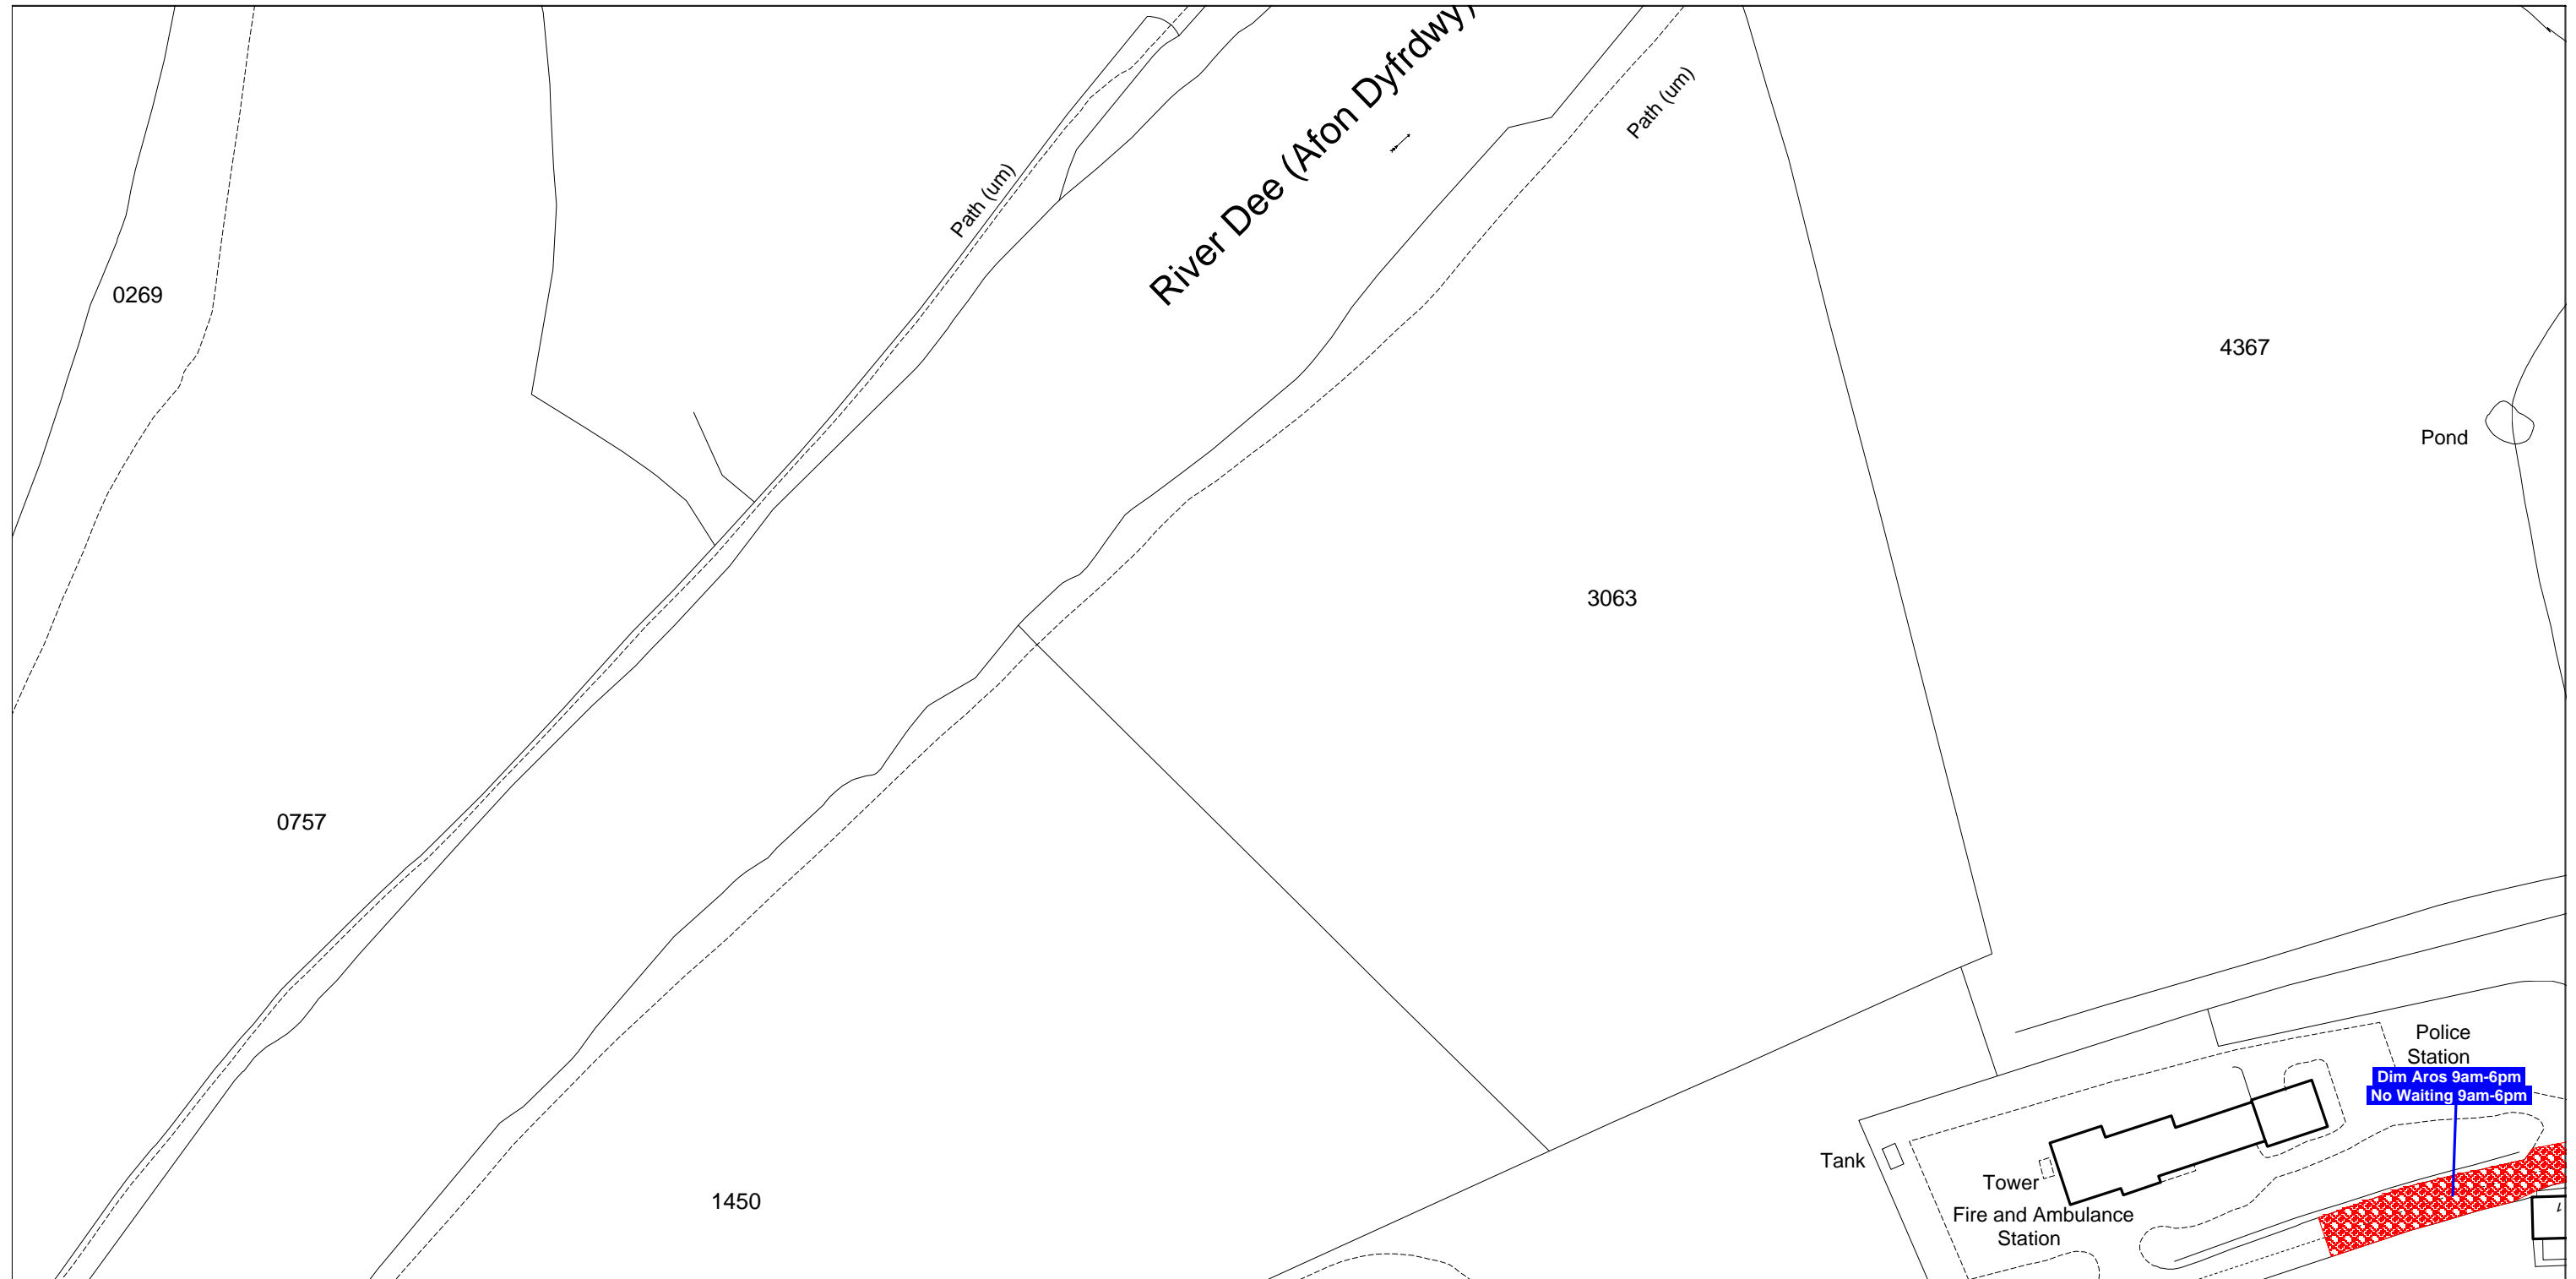 River Dee (Afon Dyfrdwy)
Path (um)
Path (um)
0269
4367
Pond
3063
0757
1450
Police
Station
Dim Aros 9am-6pm
No Waiting 9am-6pm
Tank
Tower
Fire and Ambulance
Station